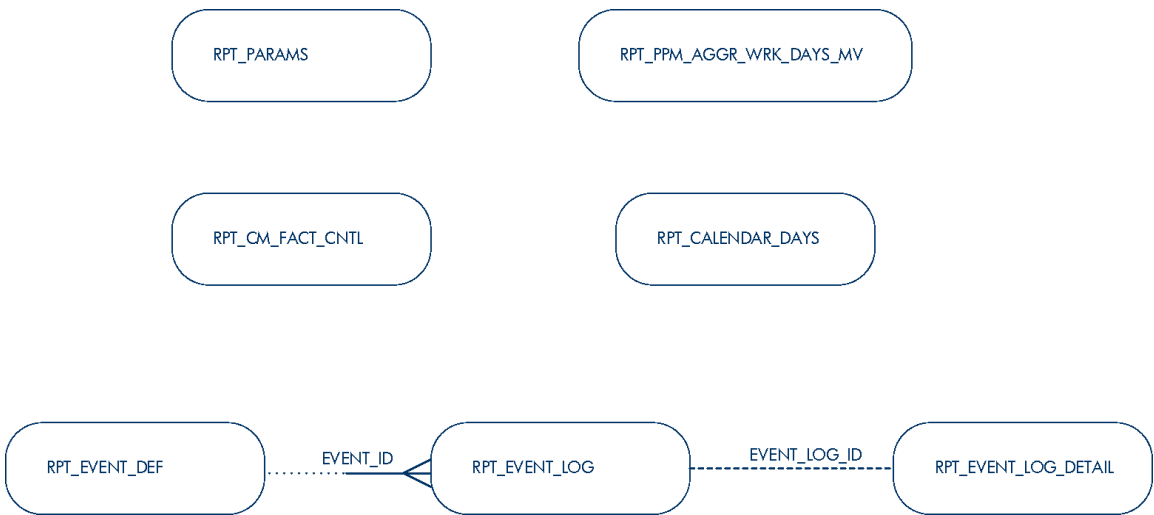 RPT_PARAMS
RPT_PPM_AGGR_WRK_DAYS_MV
RPT_CM_FACT_CNTL
RPT_CALENDAR_DAYS
RPT_EVENT_DEF
EVENT_ID
RPT_EVENT_LOG
EVENT_LOG_ID
RPT_EVENT_LOG_DETAIL